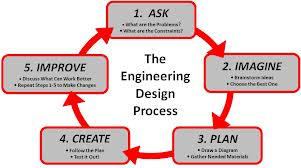 1. ASK
• What are the Problems?
• What are the Constraints?
2. IMAGINE
• Brainstorm Ideas
• Choose the Best One
3. PLAN
• Draw a Diagram
• Gather Needed Materials
4. CREATE
• Follow the Plan
• Test it Out!
5. IMPROVE
• Discuss What Can Work Better
• Repeat Steps 1-5 to Make Changes
The
Engineering
Design
Process